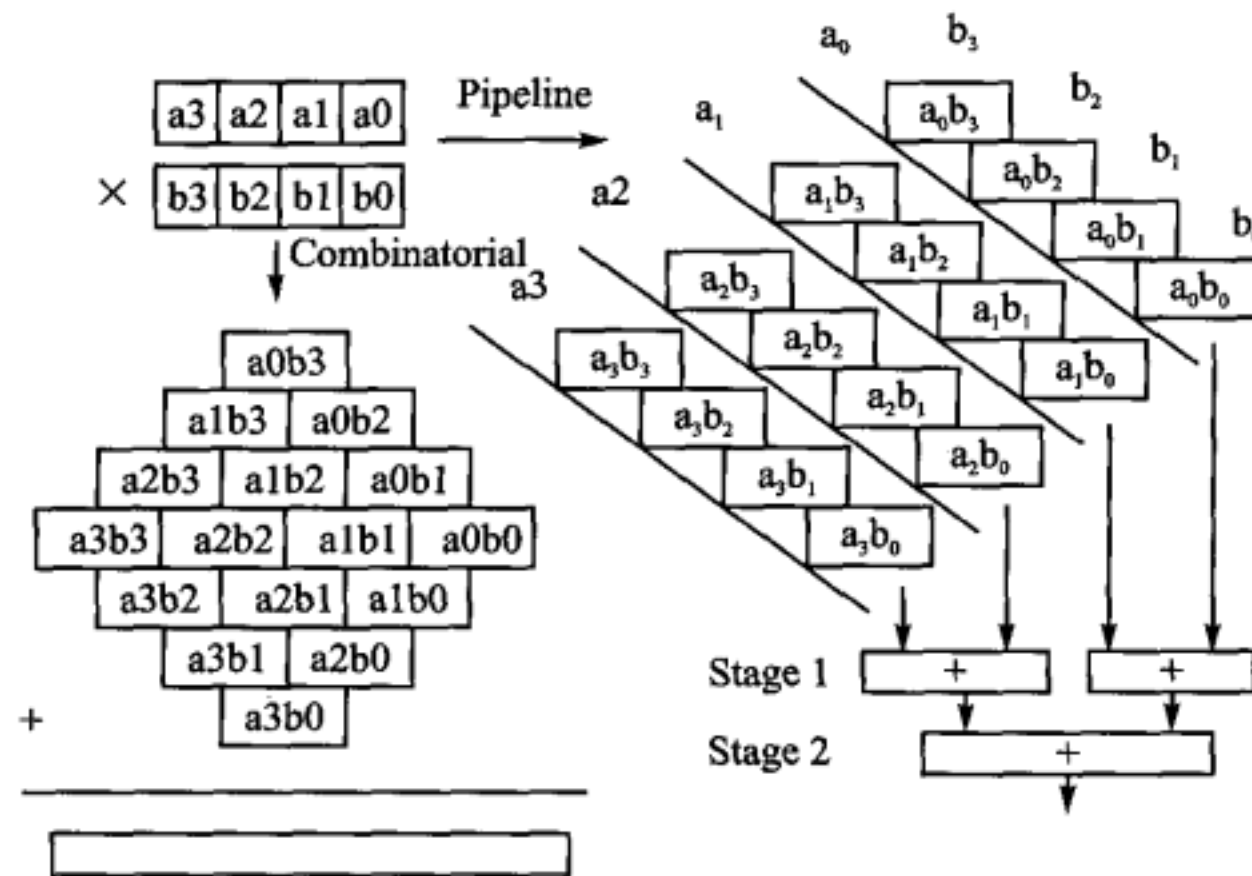 a3 a2 a1 a0
× b3 b2 b1 b0
Pipeline
Combinatorial
a0b3
a1b3 a0b2
a2b3 a1b2 a0b1
a3b3 a2b2 a1b1 a0b0
a3b2 a2b1 a1b0
a3b1 a2b0
+ a3b0
a₀ b₃
a₁ b₂
a2 b₁
a3
a₀b₃
a₀b₂
a₀b₁
a₀b₀
a₁b₃
a₁b₂
a₁b₁
a₁b₀
a₂b₃
a₂b₂
a₂b₁
a₂b₀
a₃b₃
a₃b₂
a₃b₁
a₃b₀
Stage 1 + +
Stage 2 +